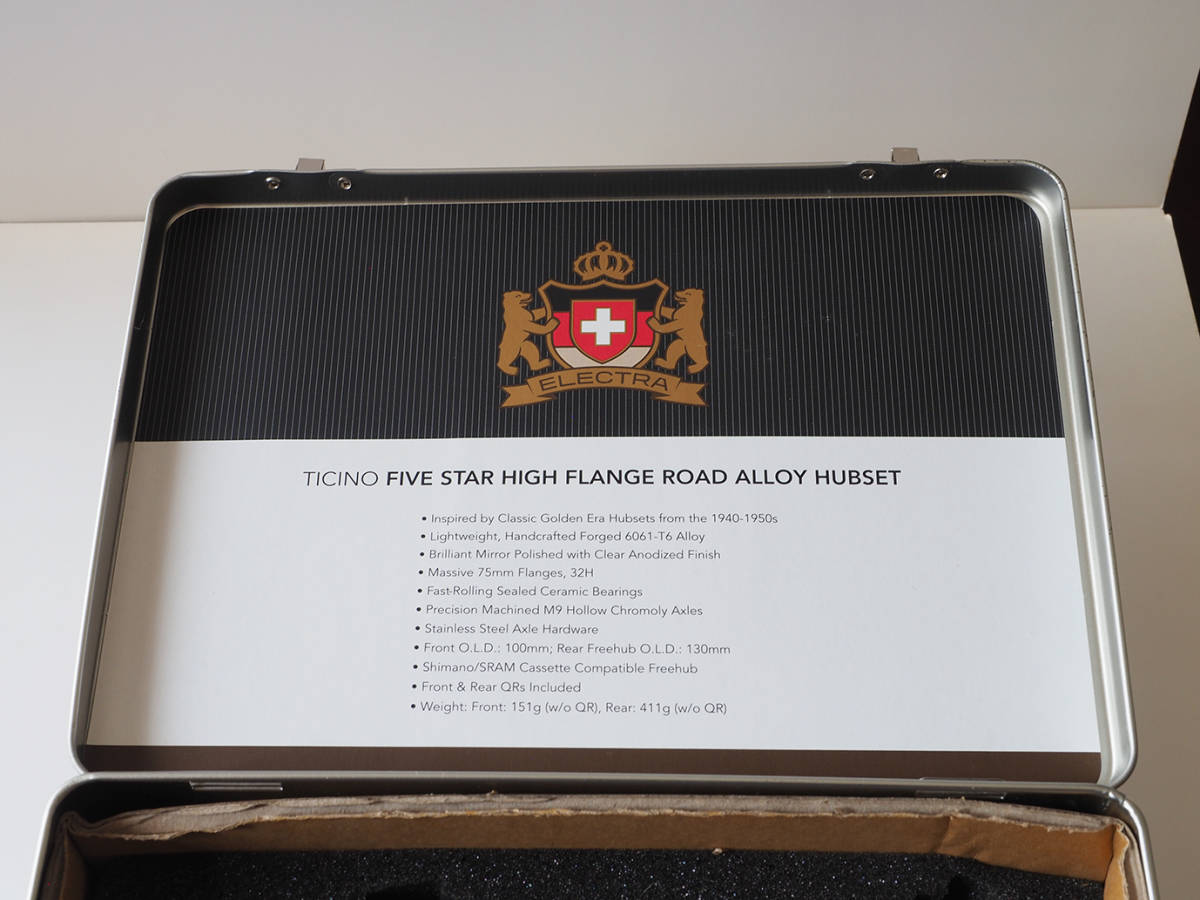 ELECTRA
TICINO FIVE STAR HIGH FLANGE ROAD ALLOY HUBSET
• Inspired by Classic Golden Era Hubsets from the 1940-1950s
• Lightweight, Handcrafted Forged 6061-T6 Alloy
• Brilliant Mirror Polished with Clear Anodized Finish
• Massive 75mm Flanges, 32H
• Fast-Rolling Sealed Ceramic Bearings
• Precision Machined M9 Hollow Chromoly Axles
• Stainless Steel Axle Hardware
• Front O.L.D.: 100mm; Rear Freehub O.L.D.: 130mm
• Shimano/SRAM Cassette Compatible Freehub
• Front & Rear QRs Included
• Weight: Front: 151g (w/o QR), Rear: 411g (w/o QR)